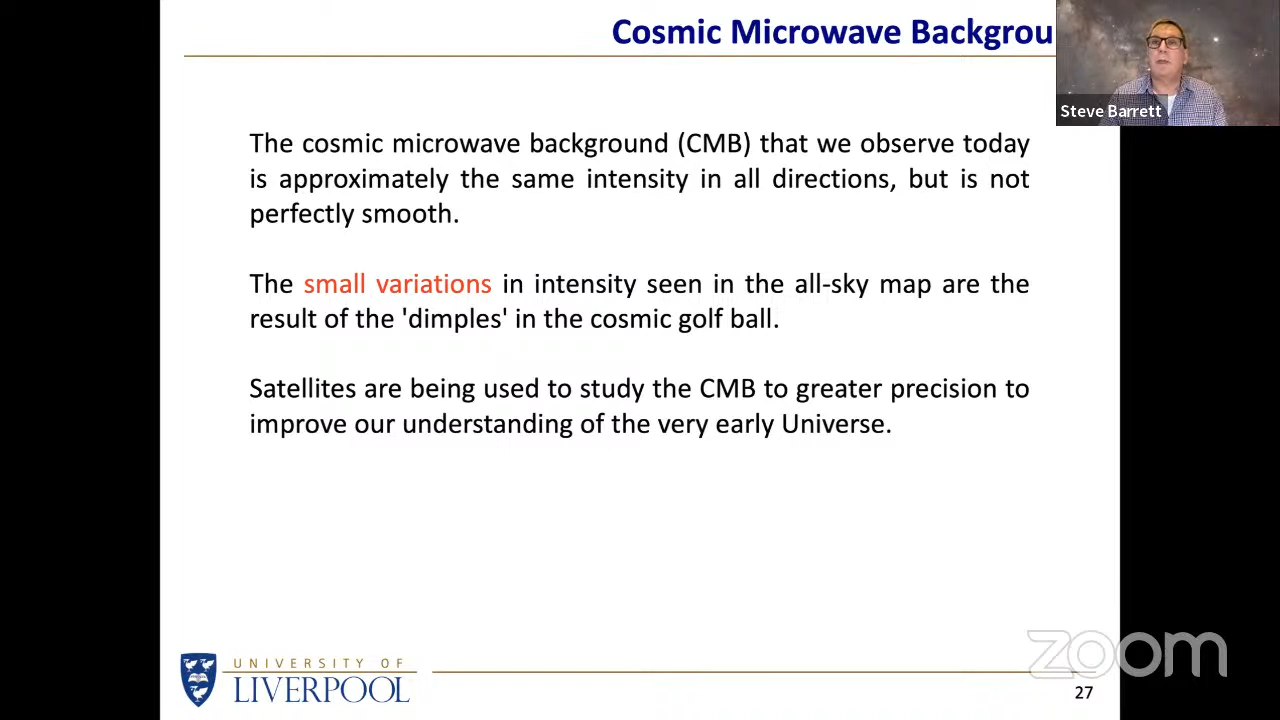 Cosmic Microwave Backgrou
Steve Barrett
The cosmic microwave background (CMB) that we observe today
is approximately the same intensity in all directions, but is not
perfectly smooth.
The small variations in intensity seen in the all-sky map are the
result of the 'dimples' in the cosmic golf ball.
Satellites are being used to study the CMB to greater precision to
improve our understanding of the very early Universe.
UNIVERSITY OF
LIVERPOOL
zoom
27